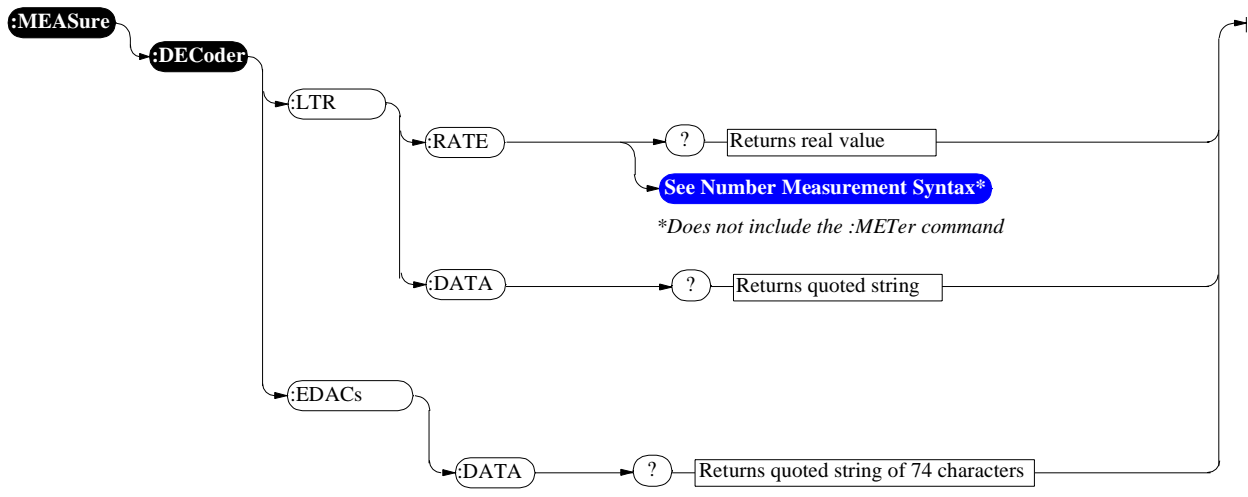 :MEASure
:DECoder
:LTR
:RATE
?
Returns real value
See Number Measurement Syntax*
*Does not include the :METer command
:DATA
?
Returns quoted string
:EDACs
:DATA
?
Returns quoted string of 74 characters